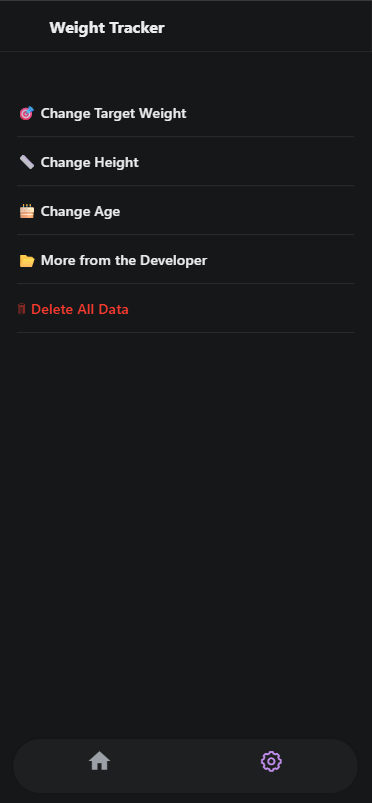 Weight Tracker
Change Target Weight
Change Height
Change Age
More from the Developer
Delete All Data